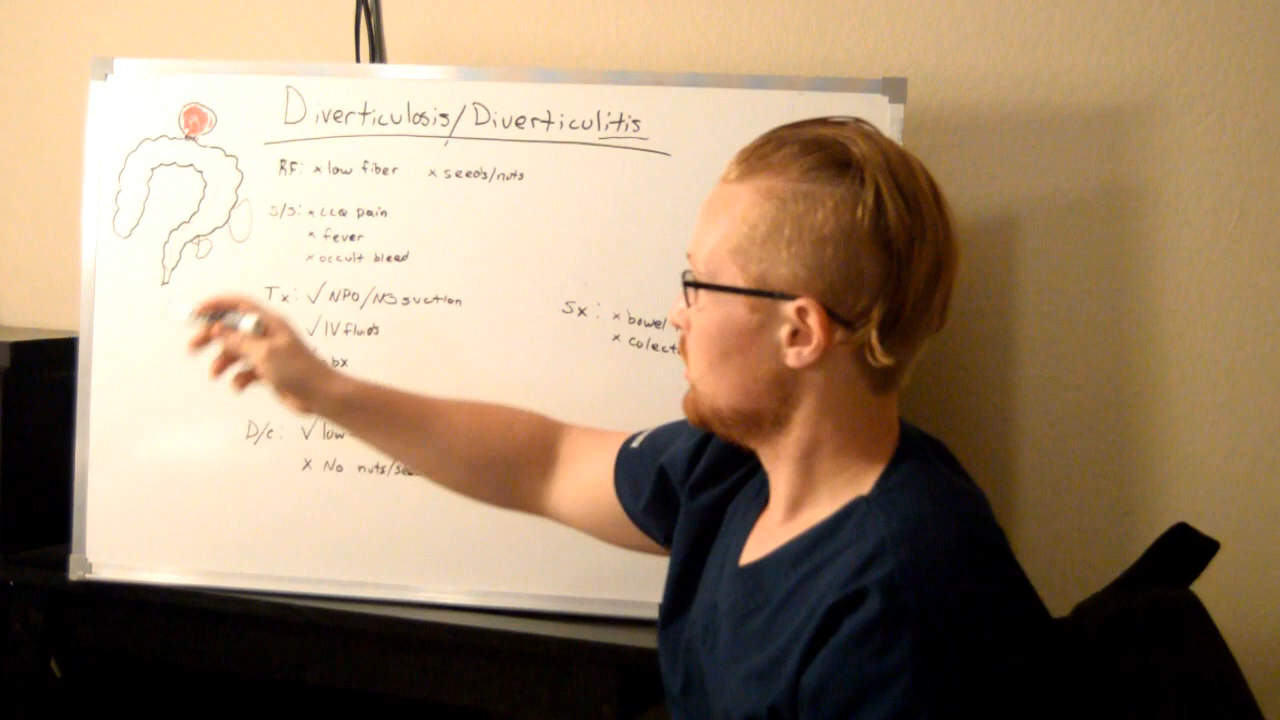 Diverticulosis/Diverticulitis
RF: x low fiber x seeds/nuts
S/S: x LLQ pain
x fever
x occult bleed
Tx: √ NPO/NG suction
√ IV fluids
bx
Sx: x bowel
x colect
D/c: √ low
x No nuts/see